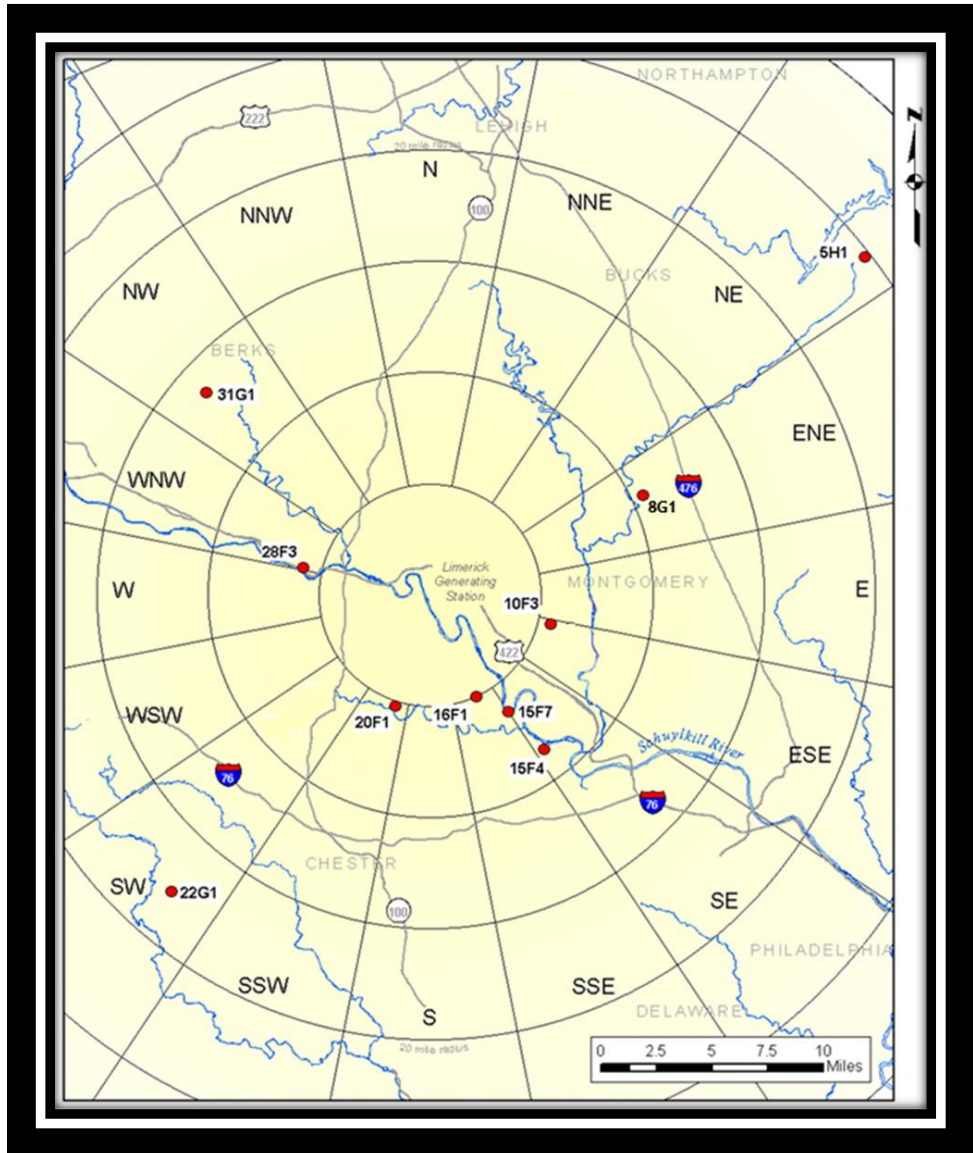 NORTHAMPTON
222
LEHIGH
20 mile radius
N
Z
NNW
100
NNE
5H1
BUCKS
NW
NE
BERKS
31G1
ENE
WNW
476
8G1
28F3
Limerick
Generating
Station
MONTGOMERY
W
E
10F3
422
WSW
20F1
16F1
15F7
15F4
Schuylkill River
ESE
76
76
CHESTER
SW
22G1
100
SE
PHILADELPHIA
SSW
SSE
S
DELAWARE
20 mile radius
0 2.5 5 7.5 10
Miles